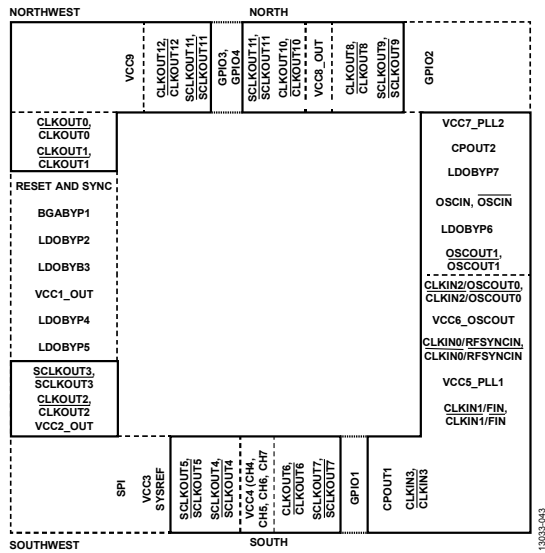 NORTHWEST
NORTH
VCC9
CLKOUT12,
CLKOUT12
SCLKOUT11,
SCLKOUT11
GPIO3,
GPIO4
SCLKOUT11,
SCLKOUT11
CLKOUT10,
CLKOUT10
VCC8_OUT
CLKOUT8,
CLKOUT8
SCLKOUT9,
SCLKOUT9
GPIO2
CLKOUT0,
CLKOUT0
CLKOUT1,
CLKOUT1
RESET AND SYNC
BGABYP1
LDOBYP2
LDOBYB3
VCC1_OUT
LDOBYP4
LDOBYP5
SCLKOUT3,
SCLKOUT3
CLKOUT2,
CLKOUT2
VCC2_OUT
VCC7_PLL2
CPOUT2
LDOBYP7
OSCIN, OSCIN
LDOBYP6
OSCOUT1,
OSCOUT1
CLKIN2/OSCOUT0,
CLKIN2/OSCOUT0
VCC6_OSCOUT
CLKIN0/RFSYNCIN,
CLKIN0/RFSYNCIN
VCC5_PLL1
CLKIN1/FIN,
CLKIN1/FIN
SPI
VCC3
SYSREF
SCLKOUT5,
SCLKOUT5
SCLKOUT4,
SCLKOUT4
VCC4 (CH4,
CH5, CH6, CH7
CLKOUT6,
CLKOUT6
SCLKOUT7,
SCLKOUT7
GPIO1
CPOUT1
CLKIN3,
CLKIN3
SOUTHWEST
SOUTH
13033-043